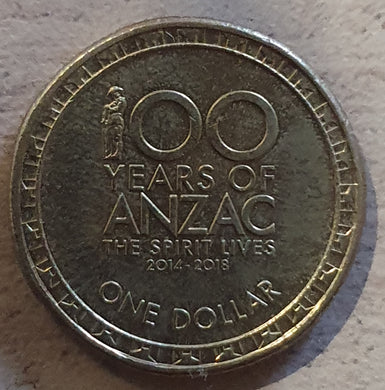 100
YEARS OF
ANZAC
THE SPIRIT LIVES
2014-2018
ONE DOLLAR